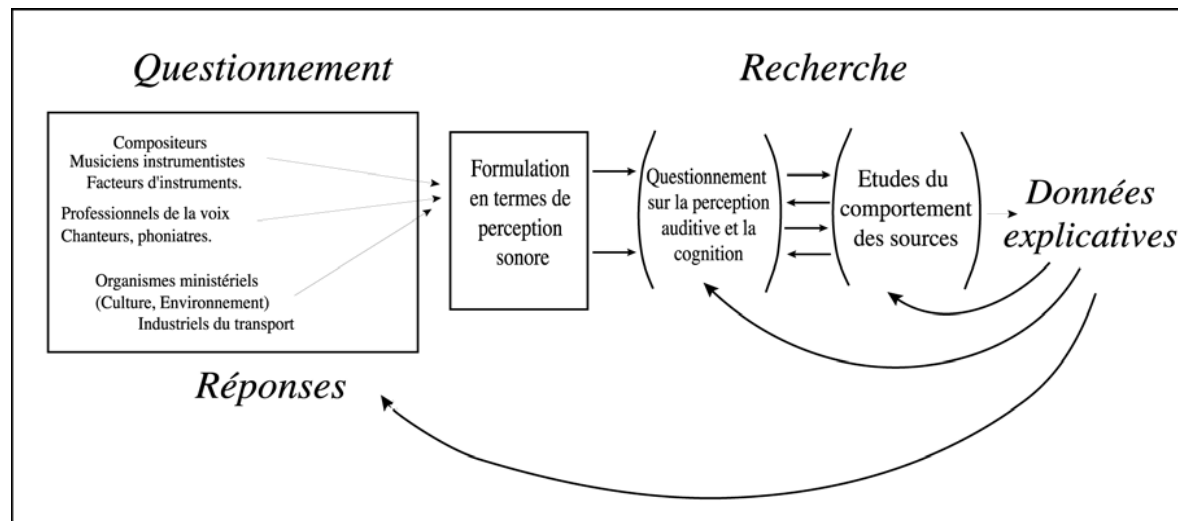 Questionnement
Recherche
Compositeurs
Musiciens instrumentistes
Facteurs d'instruments.
Professionnels de la voix
Chanteurs, phoniatres.
Organismes ministériels
(Culture, Environnement)
Industriels du transport
Formulation
en termes de
perception
sonore
Questionnement
sur la perception
auditive et la
cognition
Etudes du
comportement
des sources
Données
explicatives
Réponses